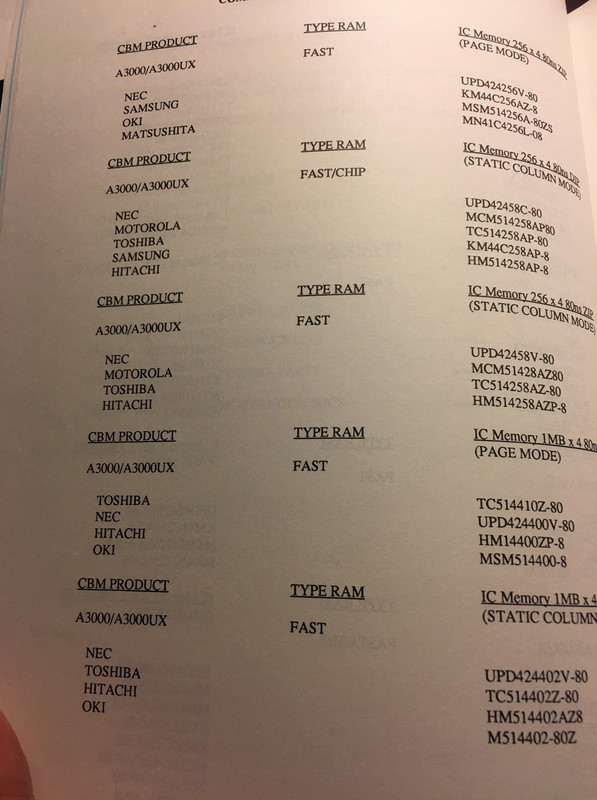 CBM PRODUCT TYPE RAM IC Memory 256 x 4 80ns ZIP
(PAGE MODE)
A3000/A3000UX FAST
NEC UPD424256V-80
SAMSUNG KM44C256AZ-8
OKI MSM514256A-80ZS
MATSUSHITA MN41C4256L-08
CBM PRODUCT TYPE RAM IC Memory 256 x 4 80ns DIP
(STATIC COLUMN MODE)
A3000/A3000UX FAST/CHIP
NEC UPD42458C-80
MOTOROLA MCM514258AP80
TOSHIBA TC514258AP-80
SAMSUNG KM44C258AP-8
HITACHI HM514258AP-8
CBM PRODUCT TYPE RAM IC Memory 256 x 4 80ns ZIP
(STATIC COLUMN MODE)
A3000/A3000UX FAST
NEC UPD42458V-80
MOTOROLA MCM51428AZ80
TOSHIBA TC514258AZ-80
HITACHI HM514258AZP-8
CBM PRODUCT TYPE RAM IC Memory 1MB x 4 80n
(PAGE MODE)
A3000/A3000UX FAST
TOSHIBA TC514410Z-80
NEC UPD424400V-80
HITACHI HM14400ZP-8
OKI MSM514400-8
CBM PRODUCT TYPE RAM IC Memory 1MB x 4
(STATIC COLUMN
A3000/A3000UX FAST
NEC UPD424402V-80
TOSHIBA TC514402Z-80
HITACHI HM514402AZ8
OKI M514402-80Z